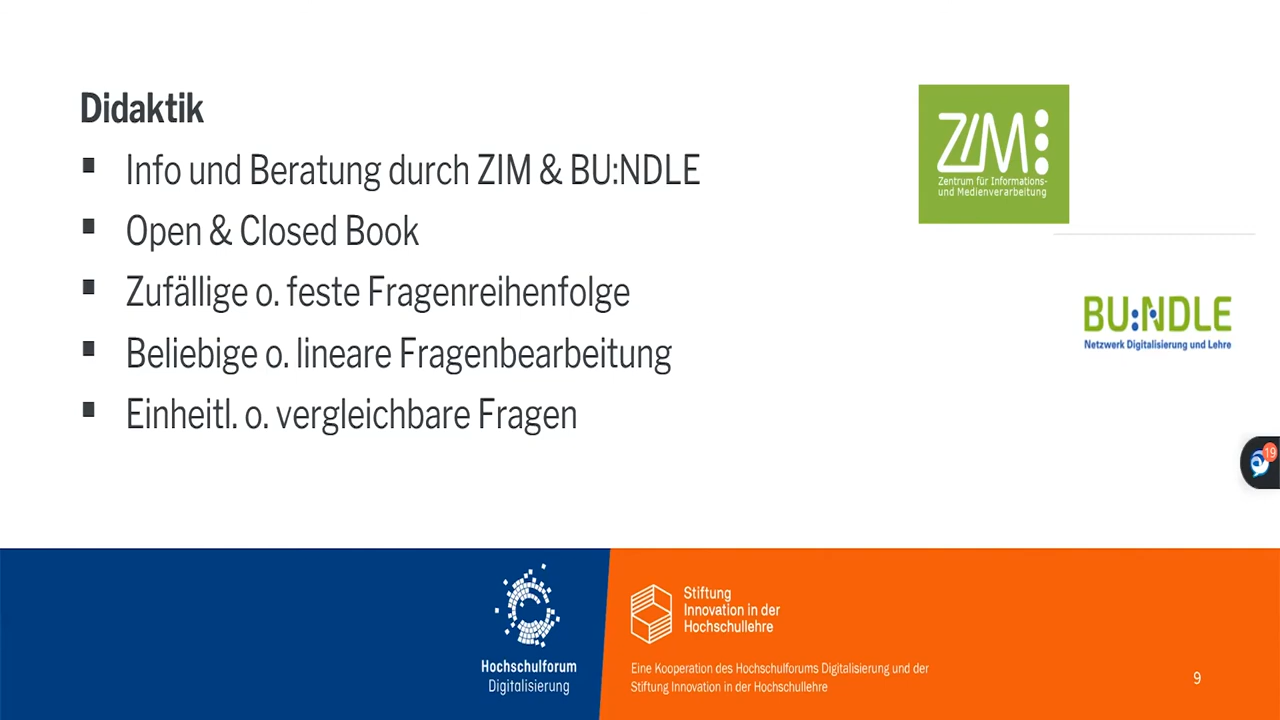 Didaktik
Info und Beratung durch ZIM & BU:NDLE
Open & Closed Book
Zufällige o. feste Fragenreihenfolge
Beliebige o. lineare Fragenbearbeitung
Einheitl. o. vergleichbare Fragen
ZIM:
Zentrum für Informations-
und Medienverarbeitung
BU:NDLE
Netzwerk Digitalisierung und Lehre
19
Hochschulforum
Digitalisierung
Stiftung
Innovation in der
Hochschullehre
Eine Kooperation des Hochschulforums Digitalisierung und der
Stiftung Innovation in der Hochschullehre
9